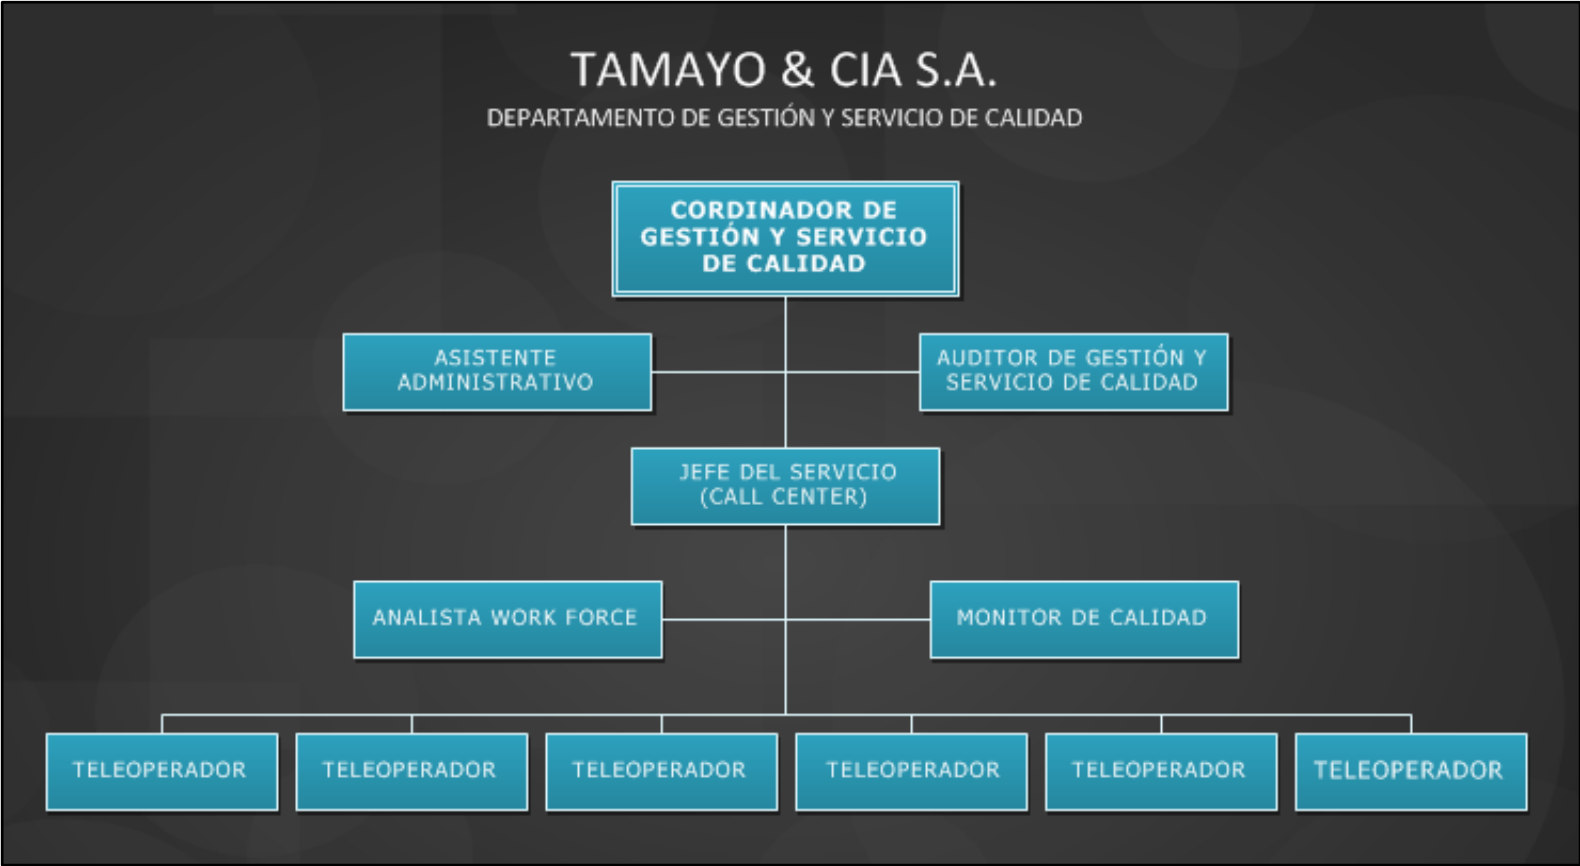 TAMAYO & CIA S.A.
DEPARTAMENTO DE GESTIÓN Y SERVICIO DE CALIDAD
CORDINADOR DE
GESTIÓN Y SERVICIO
DE CALIDAD
ASISTENTE
ADMINISTRATIVO
AUDITOR DE GESTIÓN Y
SERVICIO DE CALIDAD
JEFE DEL SERVICIO
(CALL CENTER)
ANALISTA WORK FORCE
MONITOR DE CALIDAD
TELEOPERADOR
TELEOPERADOR
TELEOPERADOR
TELEOPERADOR
TELEOPERADOR
TELEOPERADOR